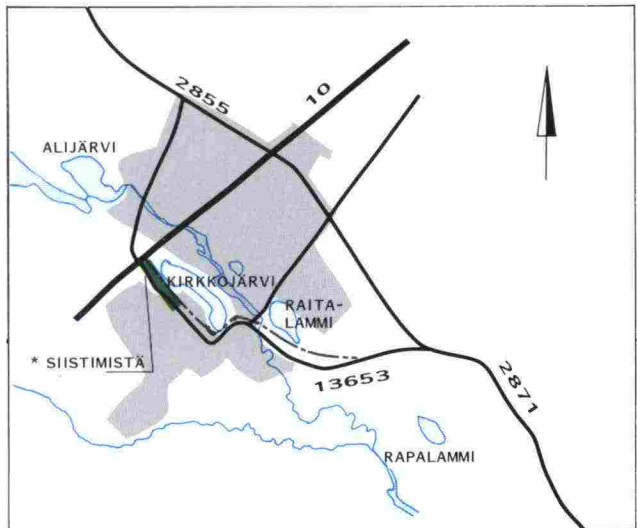 2855
10
ALIJÄRVI
KIRKKOJÄRVI
RAITA-
LAMMI
* SIISTIMISTÄ
13653
2871
RAPALAMMI